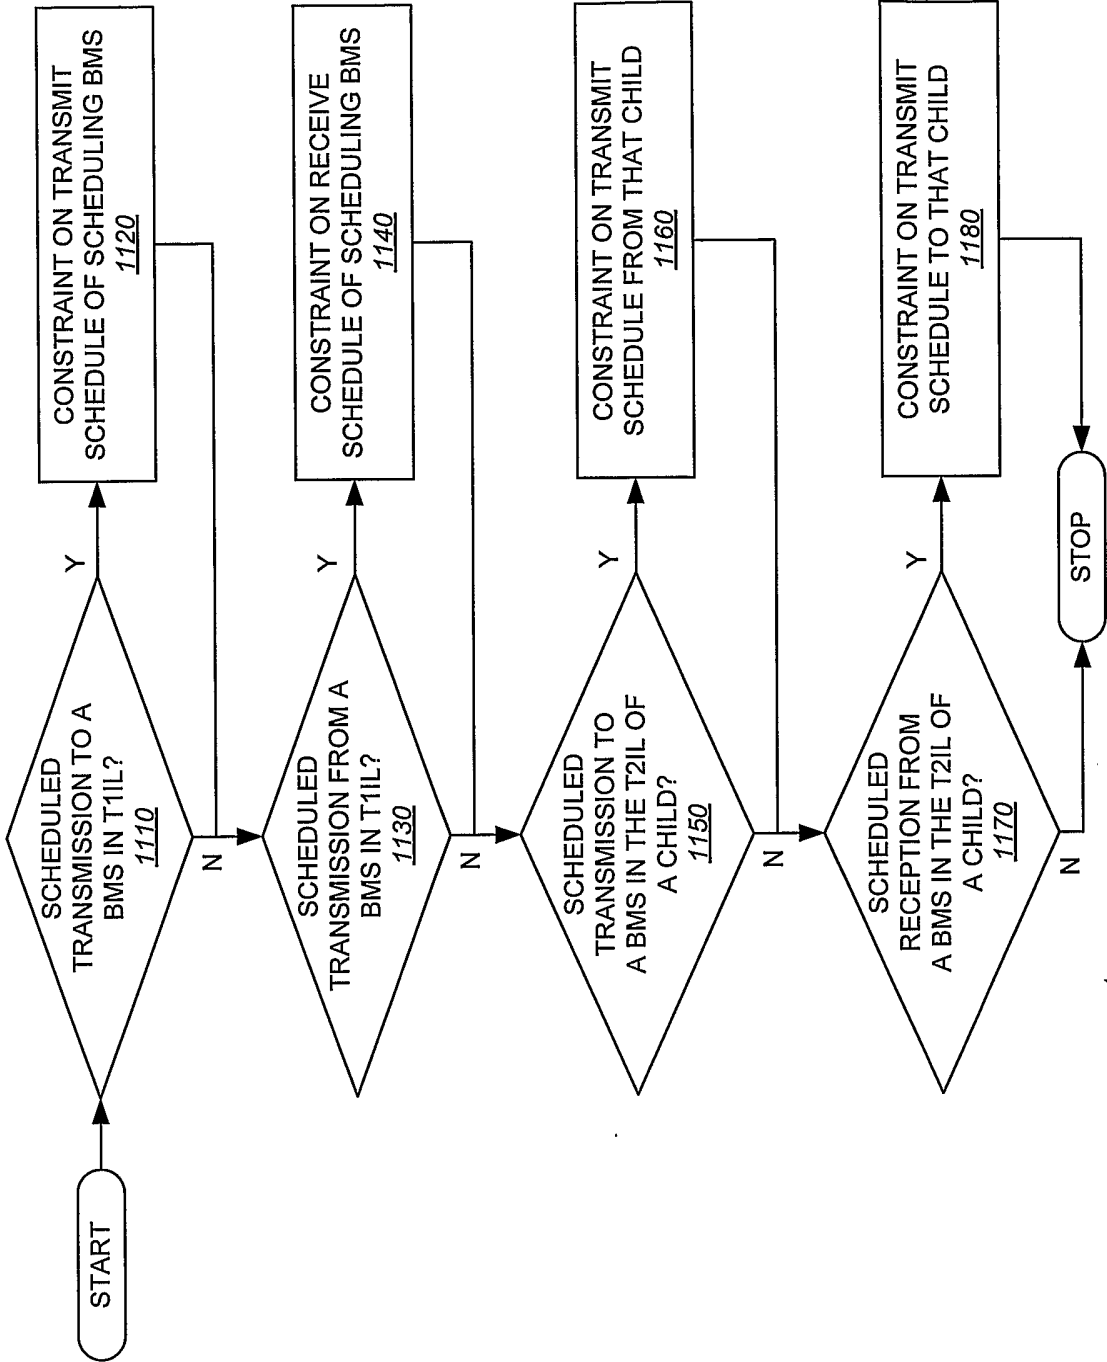 START
SCHEDULED
TRANSMISSION TO A
BMS IN T1IL?
1110
Y
N
CONSTRAINT ON TRANSMIT
SCHEDULE OF SCHEDULING BMS
1120
SCHEDULED
TRANSMISSION FROM A
BMS IN T1IL?
1130
Y
N
CONSTRAINT ON RECEIVE
SCHEDULE OF SCHEDULING BMS
1140
SCHEDULED
TRANSMISSION TO
A BMS IN THE T2IL OF
A CHILD?
1150
Y
N
CONSTRAINT ON TRANSMIT
SCHEDULE FROM THAT CHILD
1160
SCHEDULED
RECEPTION FROM
A BMS IN THE T2IL OF
A CHILD?
1170
Y
N
CONSTRAINT ON TRANSMIT
SCHEDULE TO THAT CHILD
1180
STOP